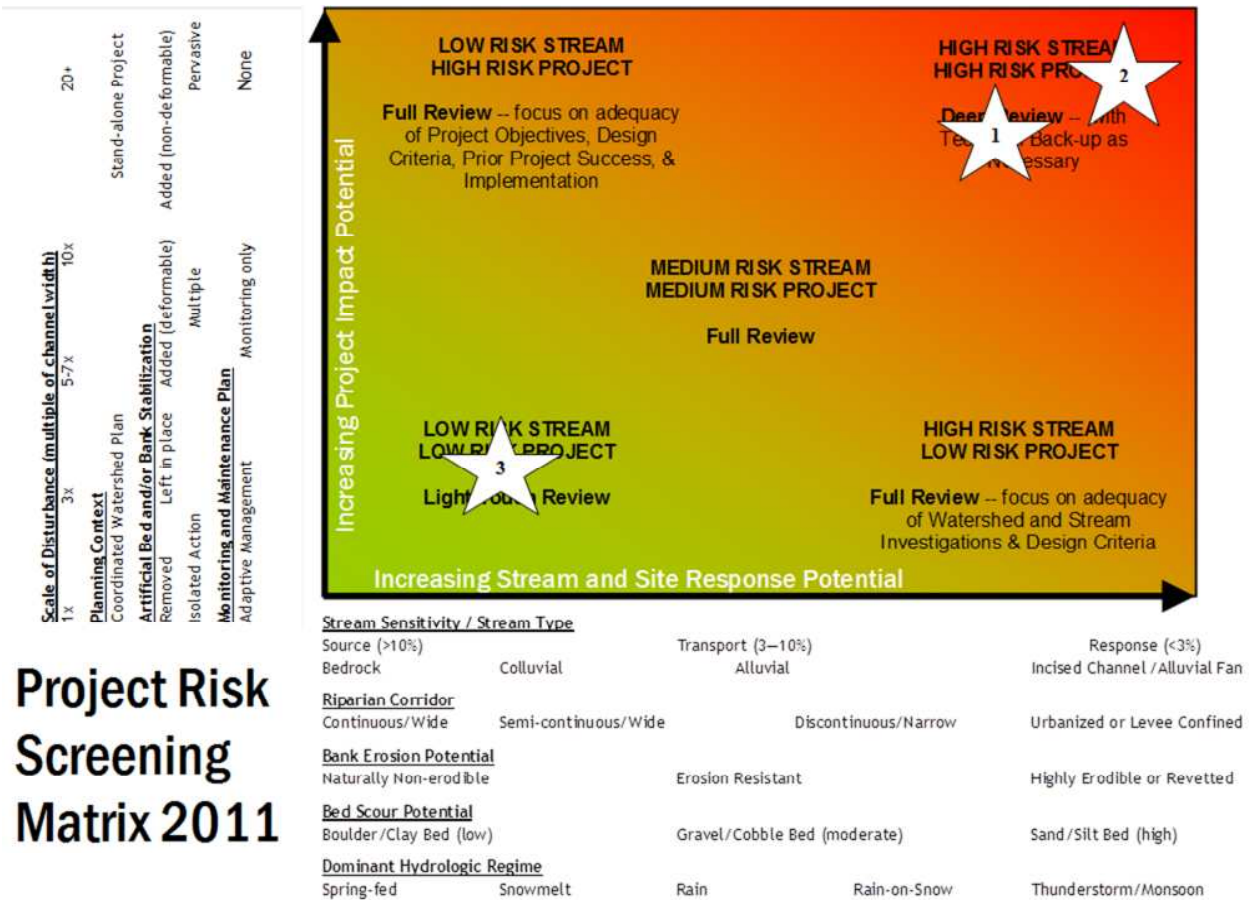 Scale of Disturbance (multiple of channel width)
1x 3x 5-7x 10x 20+
Planning Context
Coordinated Watershed Plan Stand-alone Project
Artificial Bed and/or Bank Stabilization
Removed Left in place Added (deformable) Added (non-deformable)
Isolated Action Multiple Pervasive
Monitoring and Maintenance Plan
Adaptive Management Monitoring only None
Increasing Project Impact Potential
LOW RISK STREAM
HIGH RISK PROJECT
Full Review -- focus on adequacy
of Project Objectives, Design
Criteria, Prior Project Success, &
Implementation
HIGH RISK STREA
HIGH RISK PRO
2
Deep Review -- with
1
Back-up as
MEDIUM RISK STREAM
MEDIUM RISK PROJECT
Full Review
LOW RISK STREAM
LOW RISK PROJECT
3
Light Touch Review
HIGH RISK STREAM
LOW RISK PROJECT
Full Review -- focus on adequacy
of Watershed and Stream
Investigations & Design Criteria
Increasing Stream and Site Response Potential
Stream Sensitivity / Stream Type
Source (>10%) Transport (3—10%) Response (<3%)
Bedrock Colluvial Alluvial Incised Channel /Alluvial Fan
Riparian Corridor
Continuous/Wide Semi-continuous/Wide Discontinuous/Narrow Urbanized or Levee Confined
Bank Erosion Potential
Naturally Non-erodible Erosion Resistant Highly Erodible or Revetted
Bed Scour Potential
Boulder/Clay Bed (low) Gravel/Cobble Bed (moderate) Sand/Silt Bed (high)
Dominant Hydrologic Regime
Spring-fed Snowmelt Rain Rain-on-Snow Thunderstorm/Monsoon
Project Risk
Screening
Matrix 2011